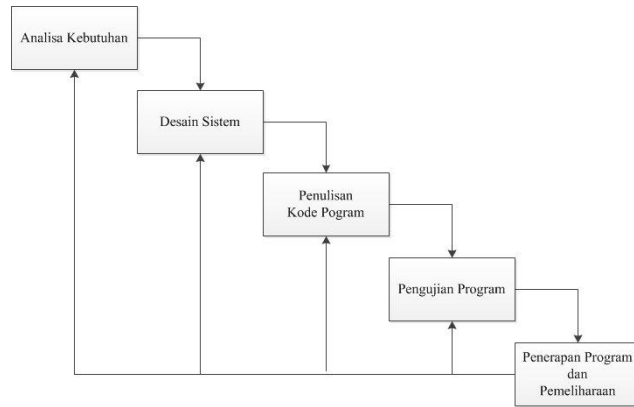 Analisa Kebutuhan
Desain Sistem
Penulisan
Kode Pogram
Pengujian Program
Penerapan Program
dan
Pemeliharaan